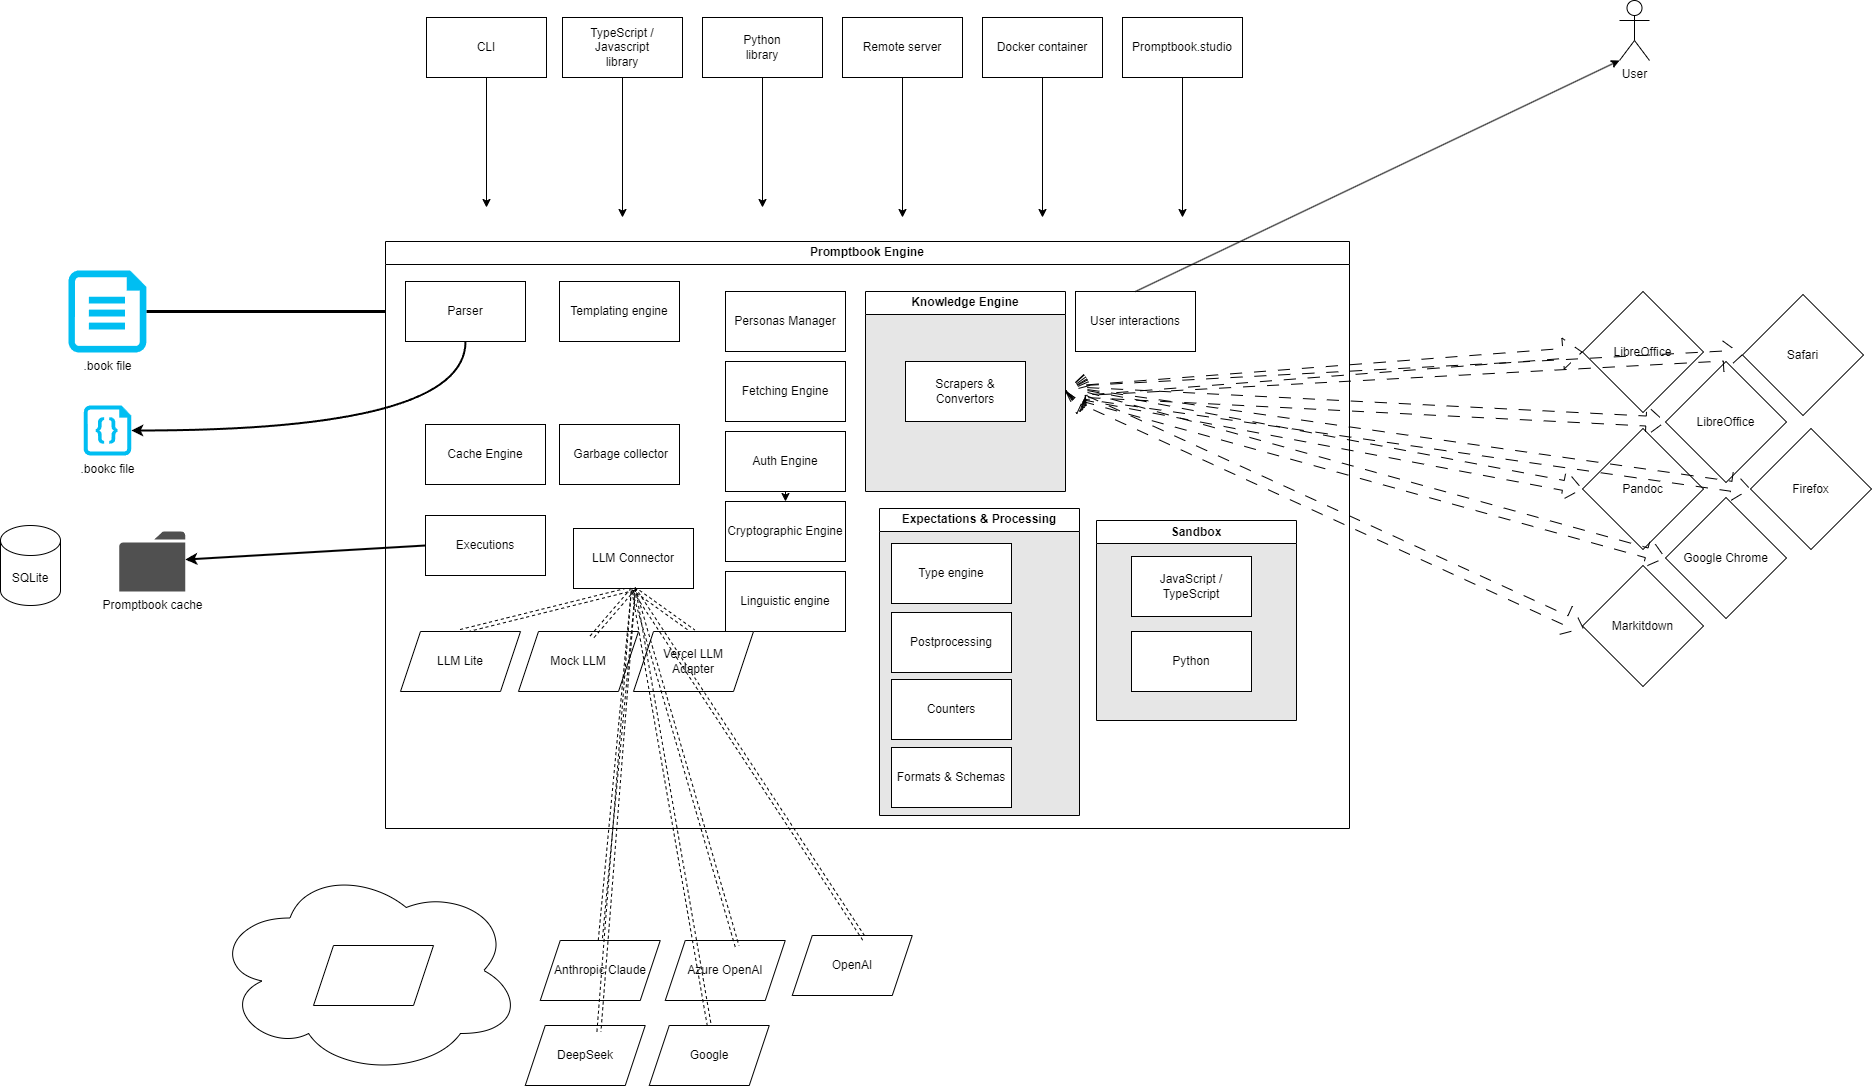 CLI
TypeScript /
Javascript
library
Python
library
Remote server
Docker container
Promptbook.studio
User
Promptbook Engine
.book file
.bookc file
SQLite
Promptbook cache
Parser
Templating engine
Cache Engine
Garbage collector
Executions
LLM Connector
LLM Lite
Mock LLM
Vercel LLM
Adapter
Personas Manager
Fetching Engine
Auth Engine
Cryptographic Engine
Linguistic engine
Knowledge Engine
Scrapers &
Convertors
User interactions
Expectations & Processing
Type engine
Postprocessing
Counters
Formats & Schemas
Sandbox
JavaScript /
TypeScript
Python
LibreOffice
Safari
LibreOffice
Pandoc
Firefox
Google Chrome
Markitdown
Anthropic Claude
Azure OpenAI
OpenAI
DeepSeek
Google